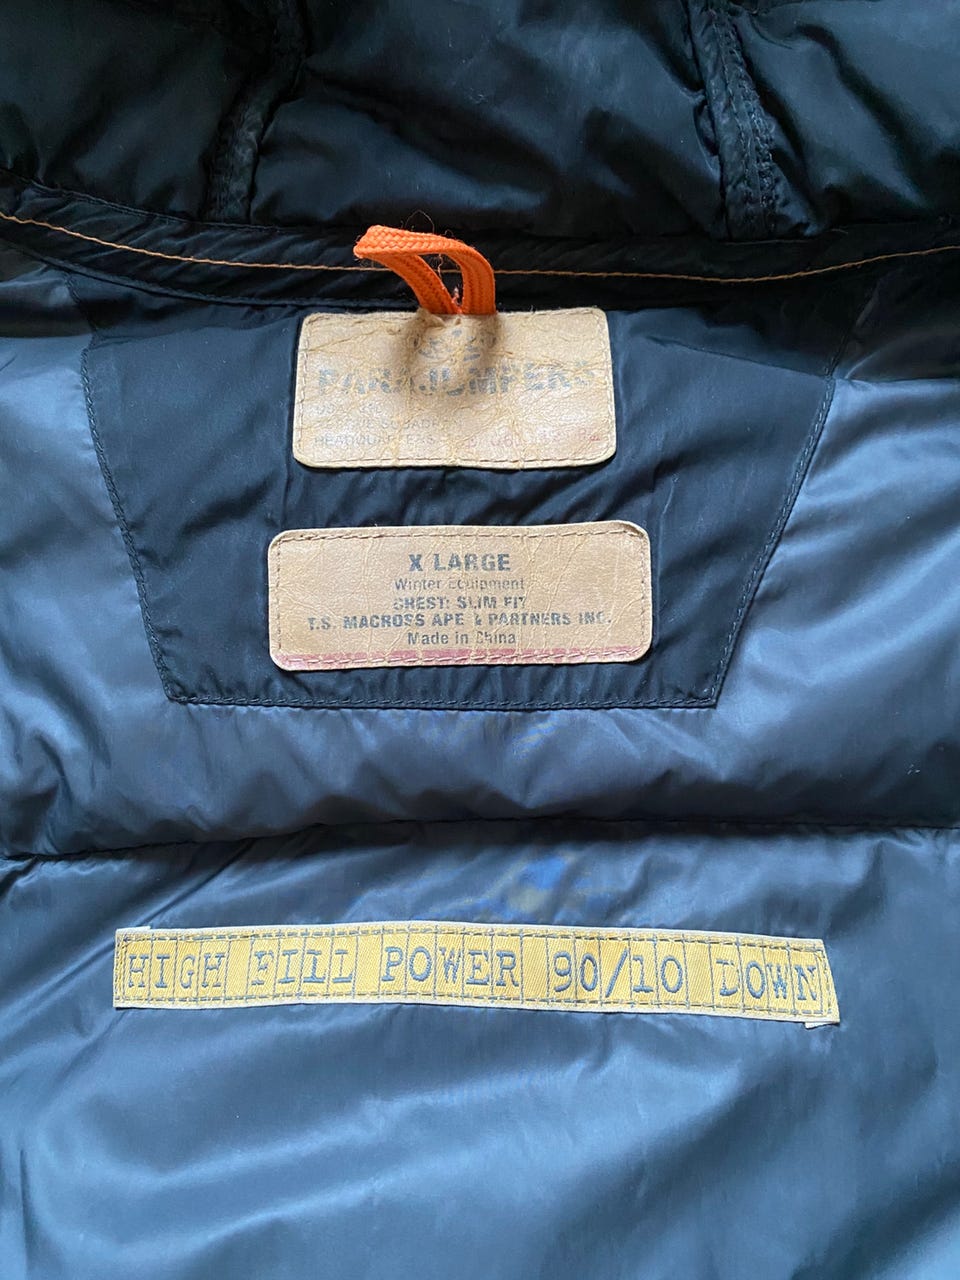 PARAJUMPERS
HEADQUARTERS
X LARGE
Winter Equipment
CHEST: SLIM FIT
T.S. MACROSS APE & PARTNERS INC.
Made in China
HIGH FILL POWER 90/10 DOWN